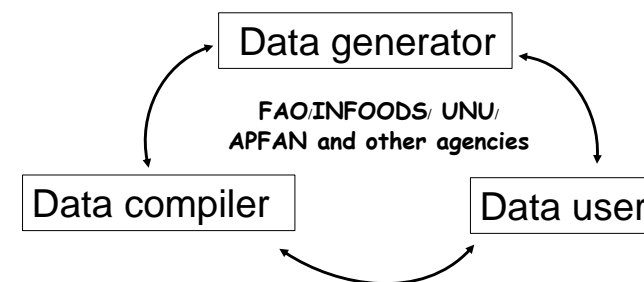 Data generator
FAO/INFOODS/ UNU/
APFAN and other agencies
Data compiler
Data user